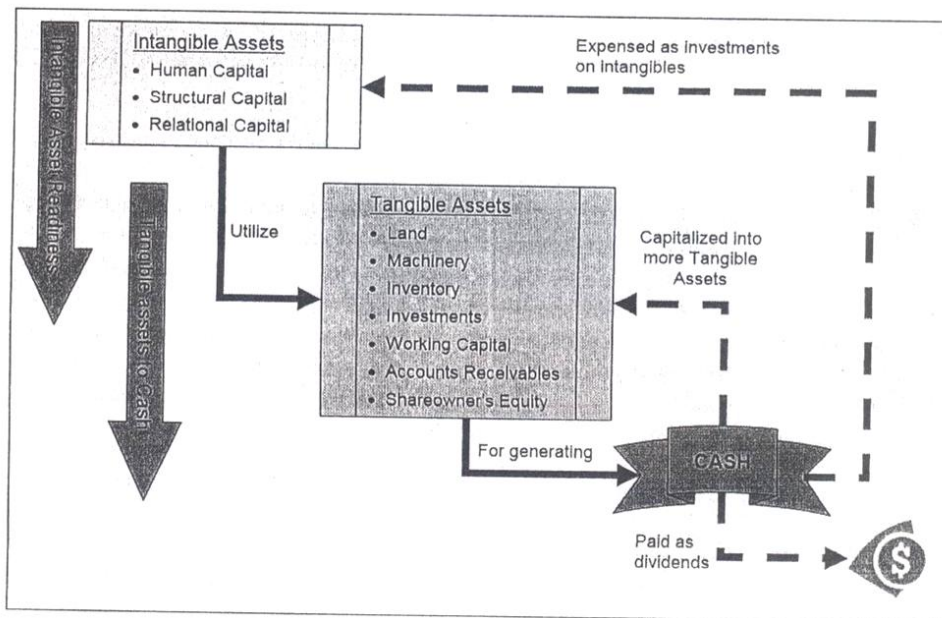 Intangible Asset Readiness
Intangible Assets
• Human Capital
• Structural Capital
• Relational Capital
Expensed as investments
on intangibles
Tangible assets to Cash
Utilize
Tangible Assets
• Land
• Machinery
• Inventory
• Investments
• Working Capital
• Accounts Receivables
• Shareowner's Equity
Capitalized into
more Tangible
Assets
For generating
CASH
Paid as
dividends
$